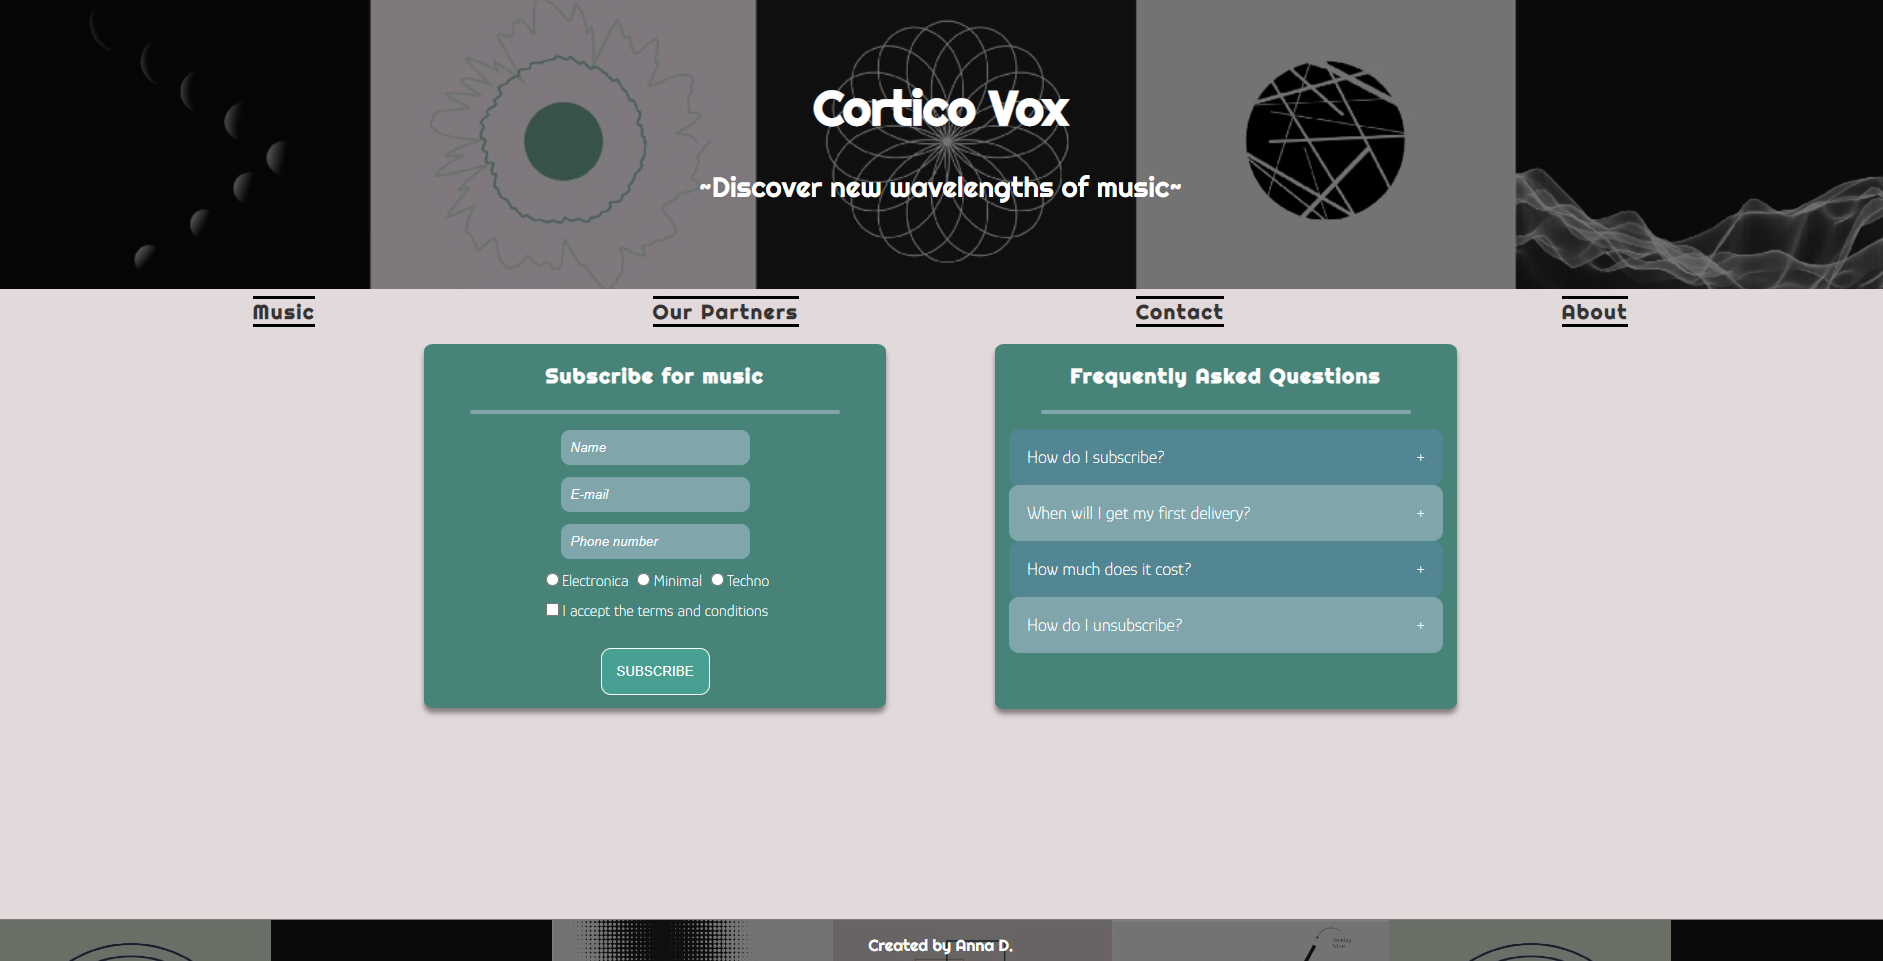 Cortico Vox
~Discover new wavelengths of music~
Music
Our Partners
Contact
About
Subscribe for music
Name
E-mail
Phone number
Electronica Minimal Techno
I accept the terms and conditions
SUBSCRIBE
Frequently Asked Questions
How do I subscribe? +
When will I get my first delivery? +
How much does it cost? +
How do I unsubscribe? +
Created by Anna D.